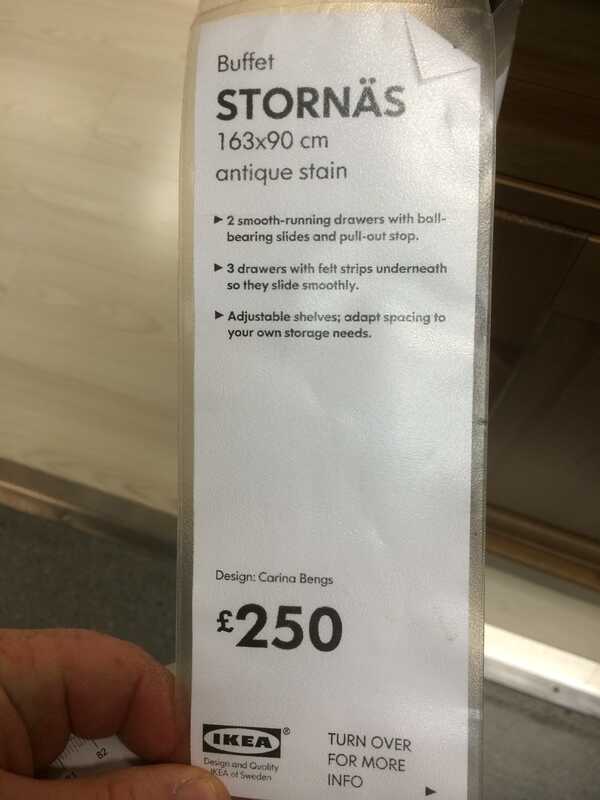 Buffet
STORNÄS
163x90 cm
antique stain
▶ 2 smooth-running drawers with ball-
bearing slides and pull-out stop.
▶ 3 drawers with felt strips underneath
so they slide smoothly.
▶ Adjustable shelves; adapt spacing to
your own storage needs.
Design: Carina Bengs
£250
IKEA®
Design and Quality
IKEA of Sweden
TURN OVER
FOR MORE
INFO ▶
82